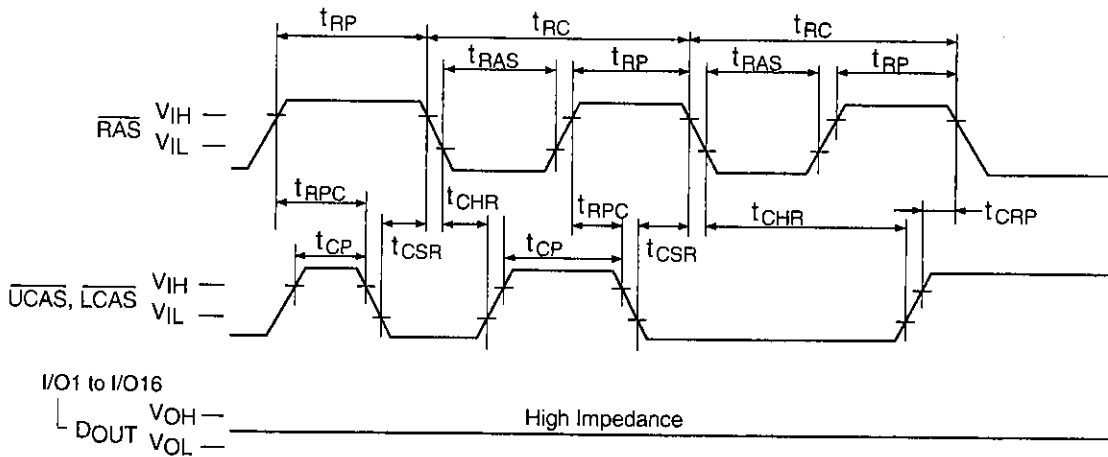 tRP tRC tRC
tRAS tRP tRAS tRP
RAS VIH
VIL
tRPC tCHR tRPC tCHR tCRP
tCP tCSR tCP tCSR
UCAS, LCAS VIH
VIL
I/O1 to I/O16
DOUT VOH High Impedance
VOL